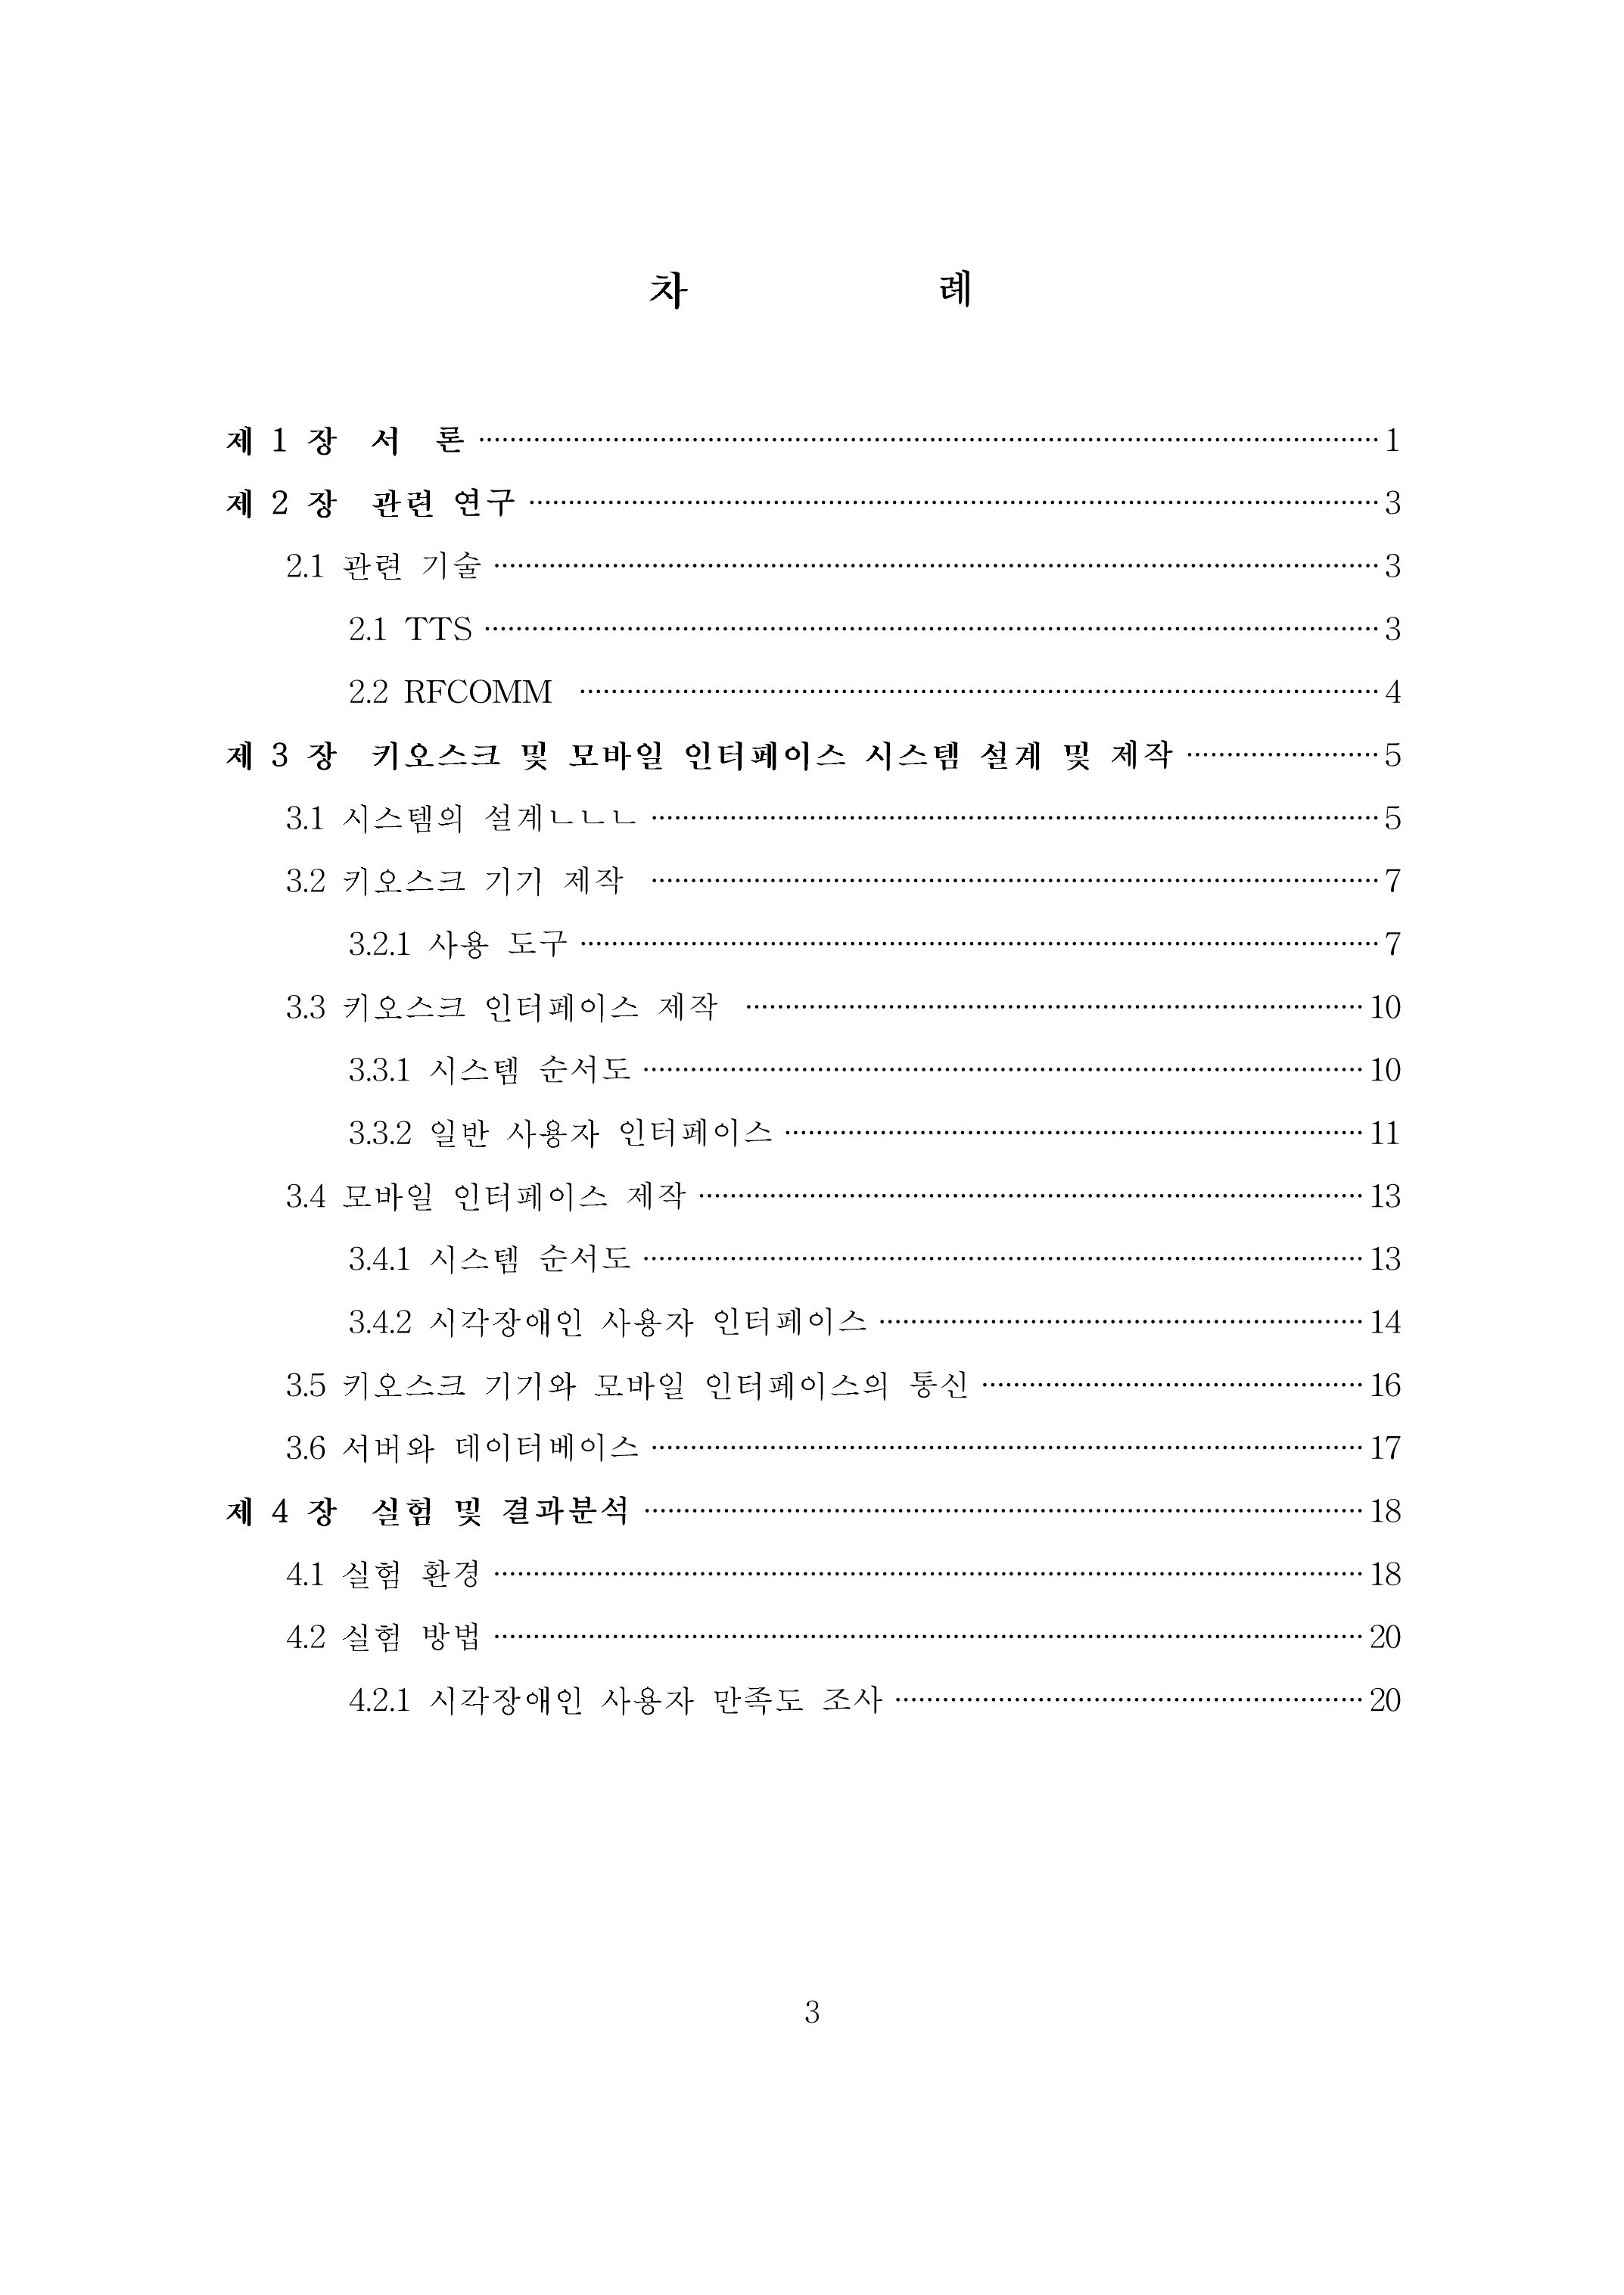 차 례
제 1 장 서 론 ························ 1
제 2 장 관련 연구 ························ 3
2.1 관련 기술 ························ 3
2.1 TTS ························ 3
2.2 RFCOMM ························ 4
제 3 장 키오스크 및 모바일 인터페이스 시스템 설계 및 제작 ························ 5
3.1 시스템의 설계ㄴㄴㄴ ························ 5
3.2 키오스크 기기 제작 ························ 7
3.2.1 사용 도구 ························ 7
3.3 키오스크 인터페이스 제작 ························ 10
3.3.1 시스템 순서도 ························ 10
3.3.2 일반 사용자 인터페이스 ························ 11
3.4 모바일 인터페이스 제작 ························ 13
3.4.1 시스템 순서도 ························ 13
3.4.2 시각장애인 사용자 인터페이스 ························ 14
3.5 키오스크 기기와 모바일 인터페이스의 통신 ························ 16
3.6 서버와 데이터베이스 ························ 17
제 4 장 실험 및 결과분석 ························ 18
4.1 실험 환경 ························ 18
4.2 실험 방법 ························ 20
4.2.1 시각장애인 사용자 만족도 조사 ························ 20
3